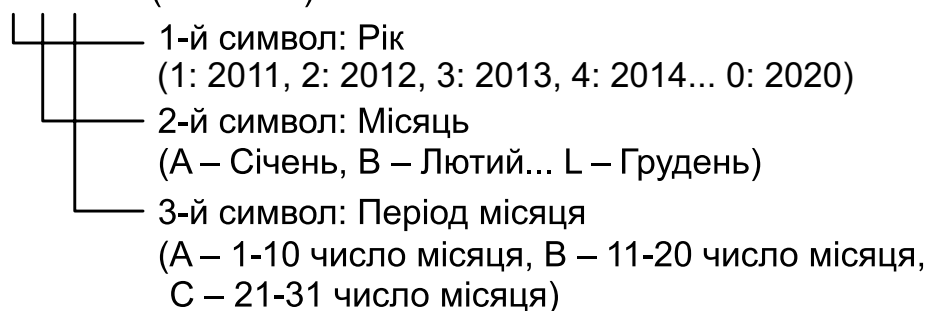 1-й символ: Рік
(1: 2011, 2: 2012, 3: 2013, 4: 2014... 0: 2020)
2-й символ: Місяць
(A – Січень, B – Лютий... L – Грудень)
3-й символ: Період місяця
(A – 1-10 число місяця, B – 11-20 число місяця,
C – 21-31 число місяця)